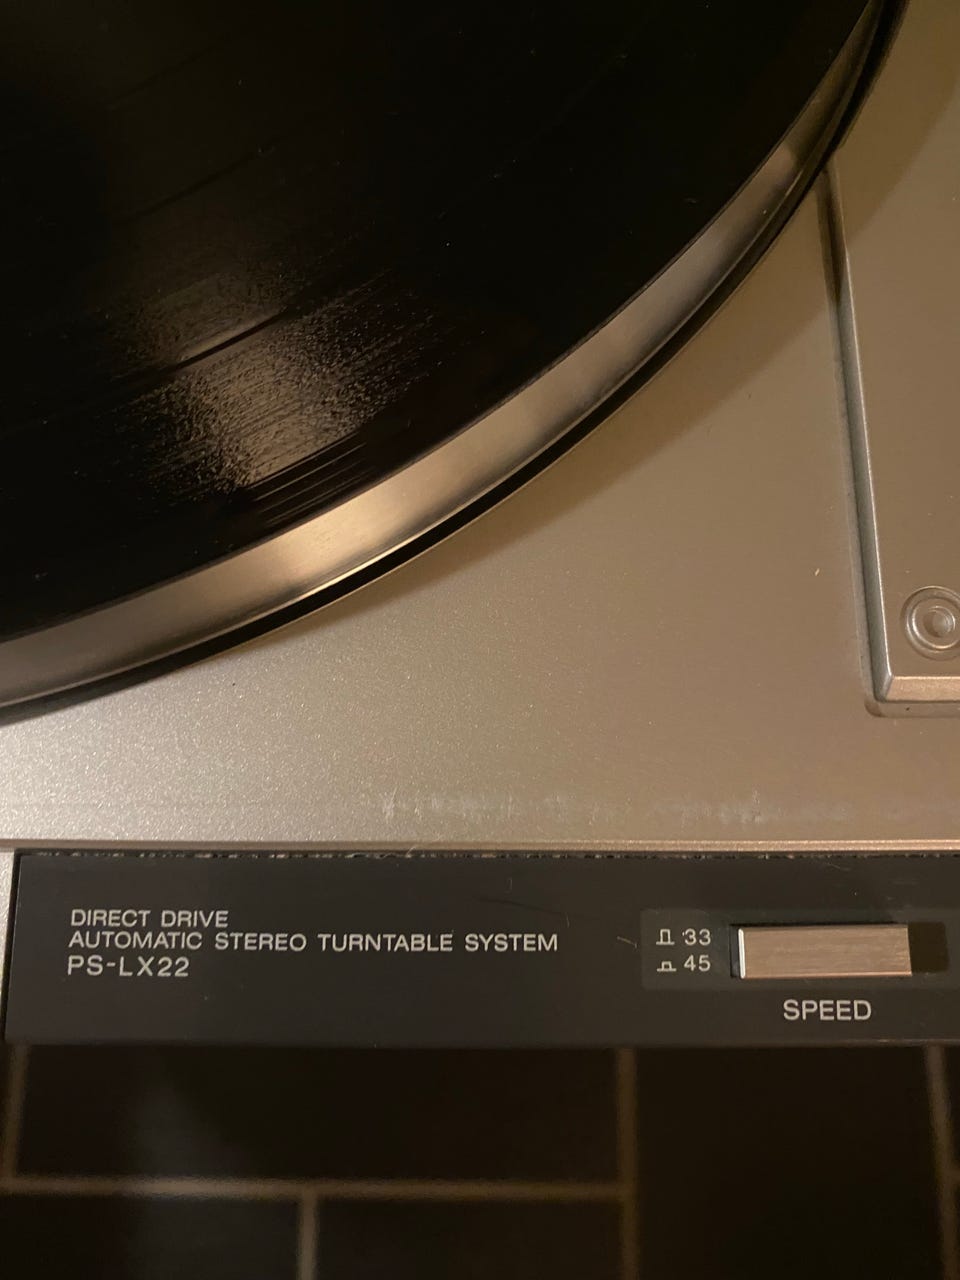 DIRECT DRIVE
AUTOMATIC STEREO TURNTABLE SYSTEM
PS-LX22
33
45
SPEED